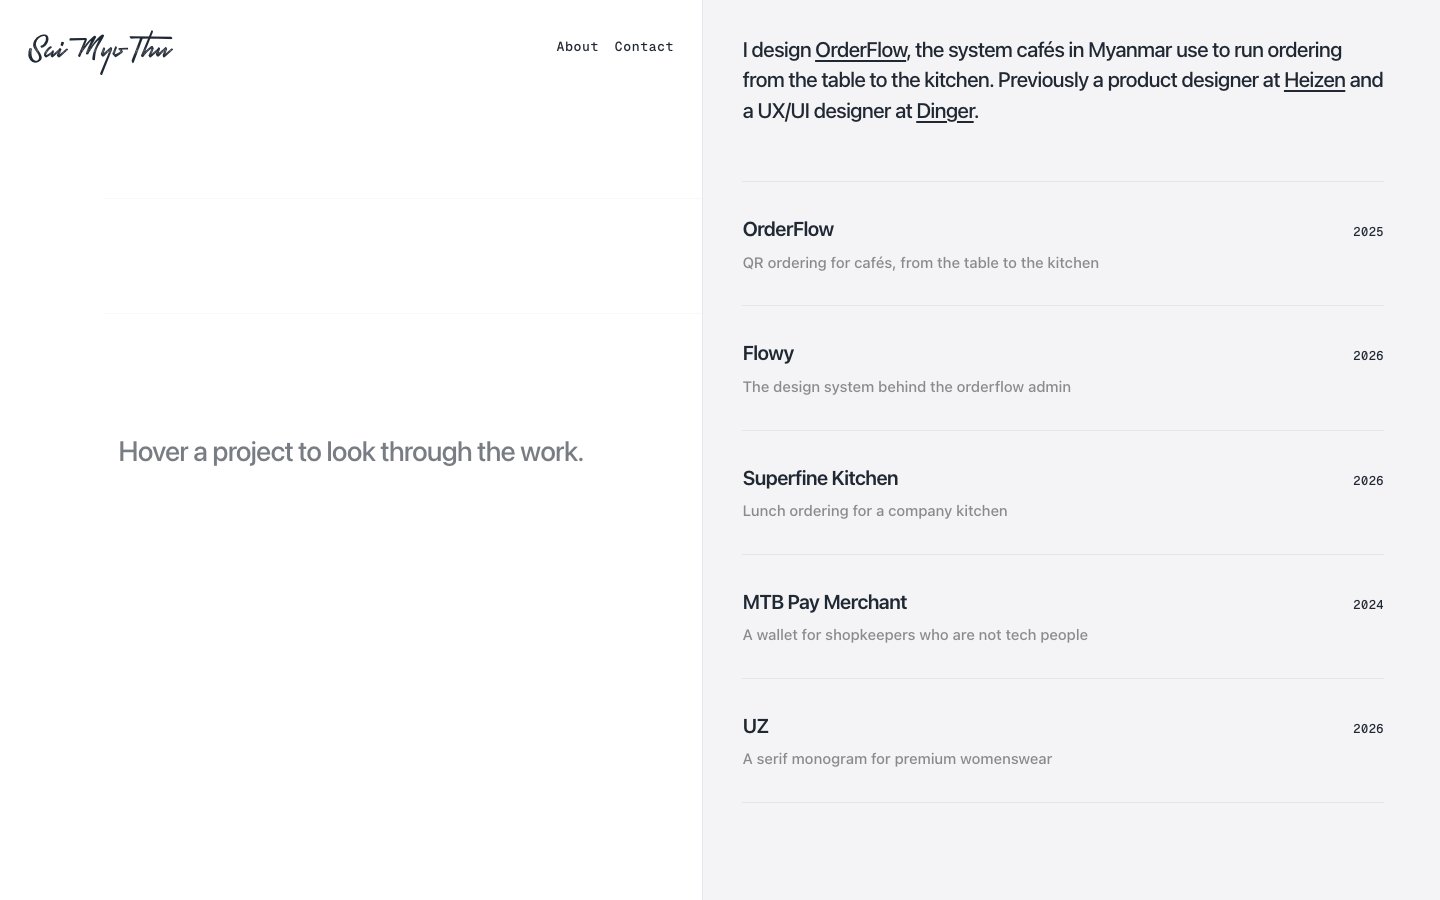 Sai Myo Thu
About Contact
Hover a project to look through the work.
I design OrderFlow, the system cafés in Myanmar use to run ordering
from the table to the kitchen. Previously a product designer at Heizen and
a UX/UI designer at Dinger.
OrderFlow 2025
QR ordering for cafés, from the table to the kitchen
Flowy 2026
The design system behind the orderflow admin
Superfine Kitchen 2026
Lunch ordering for a company kitchen
MTB Pay Merchant 2024
A wallet for shopkeepers who are not tech people
UZ 2026
A serif monogram for premium womenswear